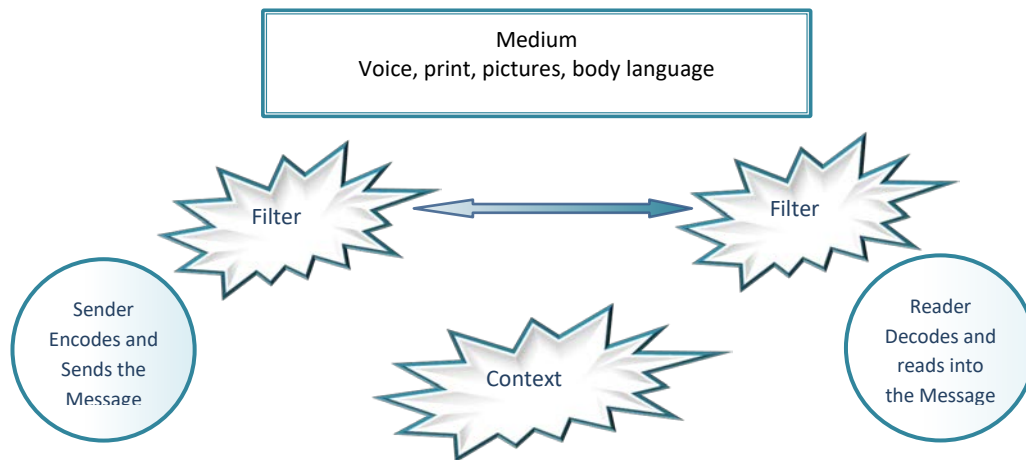 Medium
Voice, print, pictures, body language
Filter
Filter
Sender
Encodes and
Sends the
Message
Reader
Decodes and
reads into
the Message
Context